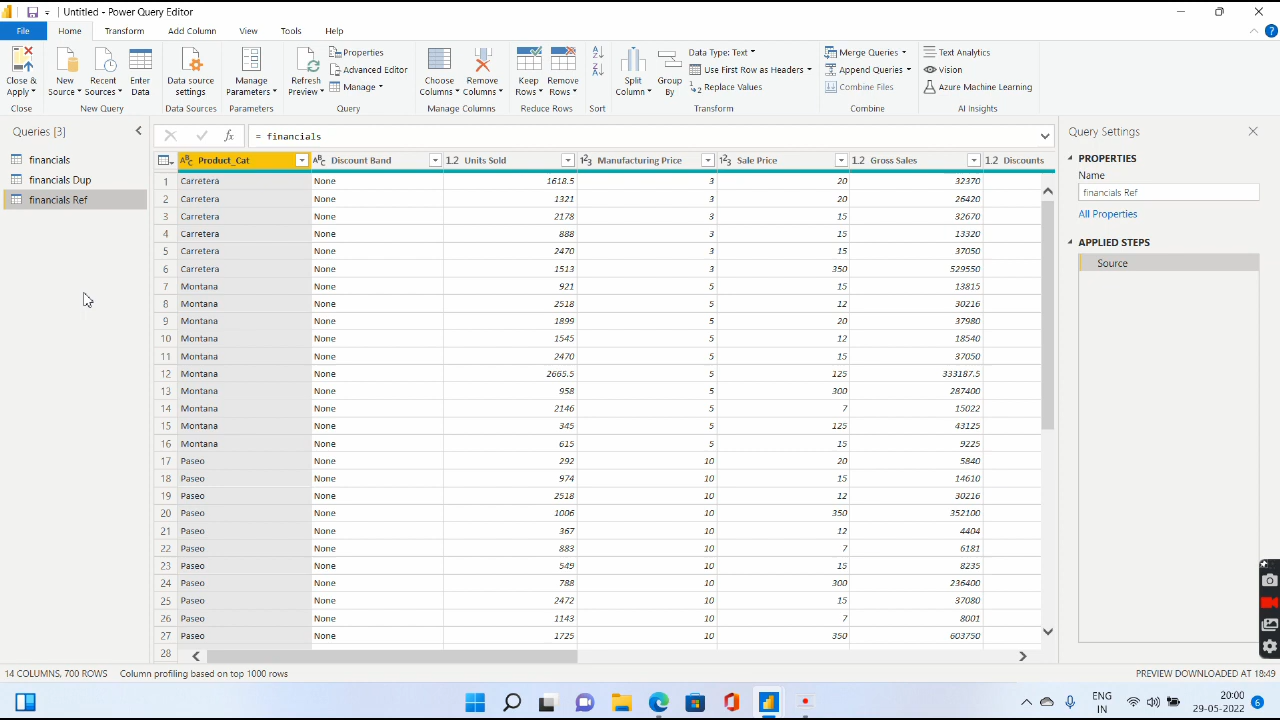 Untitled - Power Query Editor
File Home Transform Add Column View Tools Help
Close & Apply
New Source
Recent Sources
Enter Data
Data source settings
Manage Parameters
Refresh Preview
Properties
Advanced Editor
Manage
Choose Columns
Remove Columns
Keep Rows
Remove Rows
Split Column
Group By
Data Type: Text
Use First Row as Headers
Replace Values
Merge Queries
Append Queries
Combine Files
Text Analytics
Vision
Azure Machine Learning
Close New Query Data Sources Parameters Query Manage Columns Reduce Rows Sort Transform Combine AI Insights
Queries [3]
financials
financials Dup
financials Ref
= financials
Product_Cat Discount Band 1.2 Units Sold 123 Manufacturing Price 123 Sale Price 1.2 Gross Sales 1.2 Discounts
1 Carretera None 1618.5 3 20 32370
2 Carretera None 1321 3 20 26420
3 Carretera None 2178 3 15 32670
4 Carretera None 888 3 15 13320
5 Carretera None 2470 3 15 37050
6 Carretera None 1513 3 350 529550
7 Montana None 921 5 15 13815
8 Montana None 2518 5 12 30216
9 Montana None 1899 5 20 37980
10 Montana None 1545 5 12 18540
11 Montana None 2470 5 15 37050
12 Montana None 2665.5 5 125 333187.5
13 Montana None 958 5 300 287400
14 Montana None 2146 5 7 15022
15 Montana None 345 5 125 43125
16 Montana None 615 5 15 9225
17 Paseo None 292 10 20 5840
18 Paseo None 974 10 15 14610
19 Paseo None 2518 10 12 30216
20 Paseo None 1006 10 350 352100
21 Paseo None 367 10 12 4404
22 Paseo None 883 10 7 6181
23 Paseo None 549 10 15 8235
24 Paseo None 788 10 300 236400
25 Paseo None 2472 10 15 37080
26 Paseo None 1143 10 7 8001
27 Paseo None 1725 10 350 603750
28
Query Settings
PROPERTIES
Name
financials Ref
All Properties
APPLIED STEPS
Source
14 COLUMNS, 700 ROWS Column profiling based on top 1000 rows
PREVIEW DOWNLOADED AT 18:49
ENG
IN
20:00
29-05-2022
6